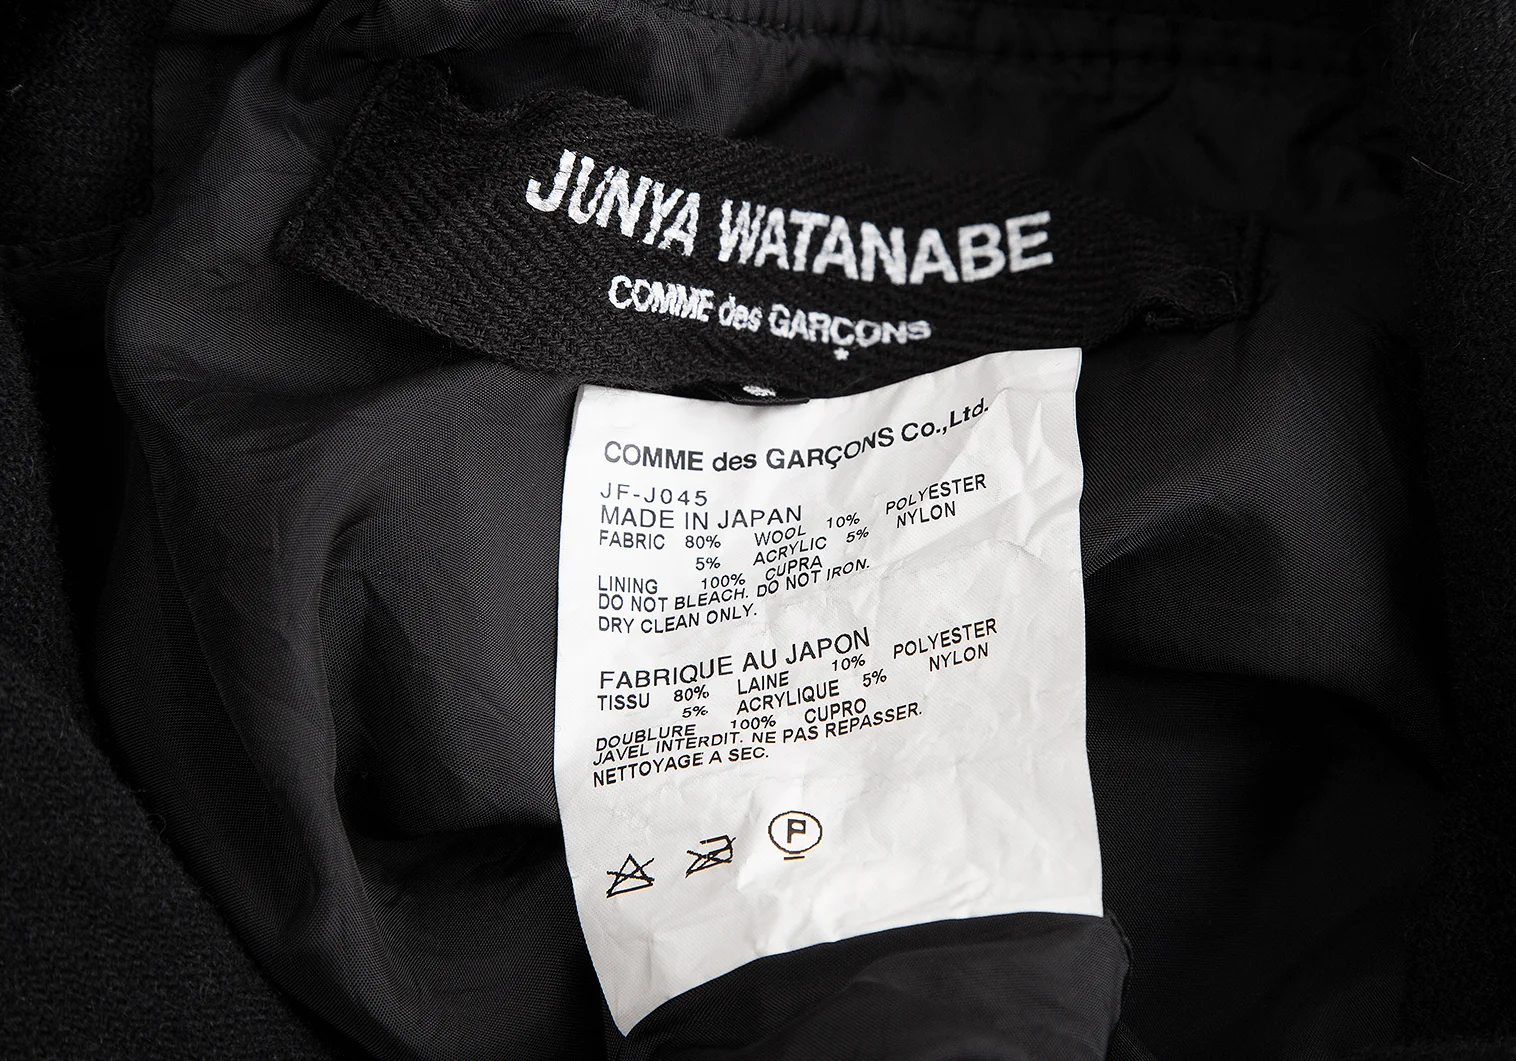 JUNYA WATANABE
COMME des GARÇONS
*
COMME des GARÇONS Co.,Ltd.
JF-J045
MADE IN JAPAN
FABRIC 80% WOOL 10% POLYESTER
5% ACRYLIC 5% NYLON
LINING 100% CUPRA
DO NOT BLEACH. DO NOT IRON.
DRY CLEAN ONLY.
FABRIQUE AU JAPON
TISSU 80% LAINE 10% POLYESTER
5% ACRYLIQUE 5% NYLON
DOUBLURE 100% CUPRO
JAVEL INTERDIT. NE PAS REPASSER.
NETTOYAGE A SEC.
P